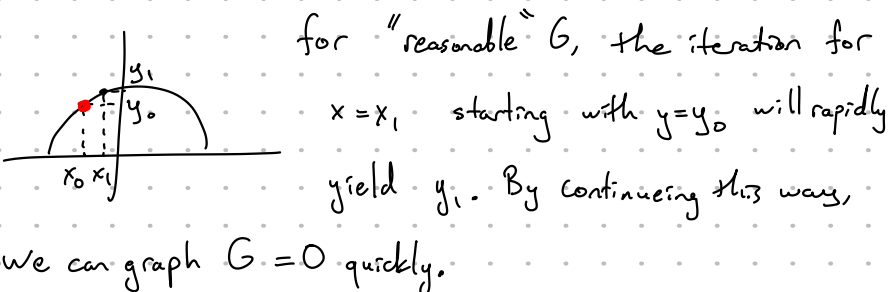 for "reasonable" G, the iteration for
y₁
y₀
x = x₁ starting with y=y₀ will rapidly
x₀ x₁
yield y₁. By continueing this way,
we can graph G = 0 quickly.